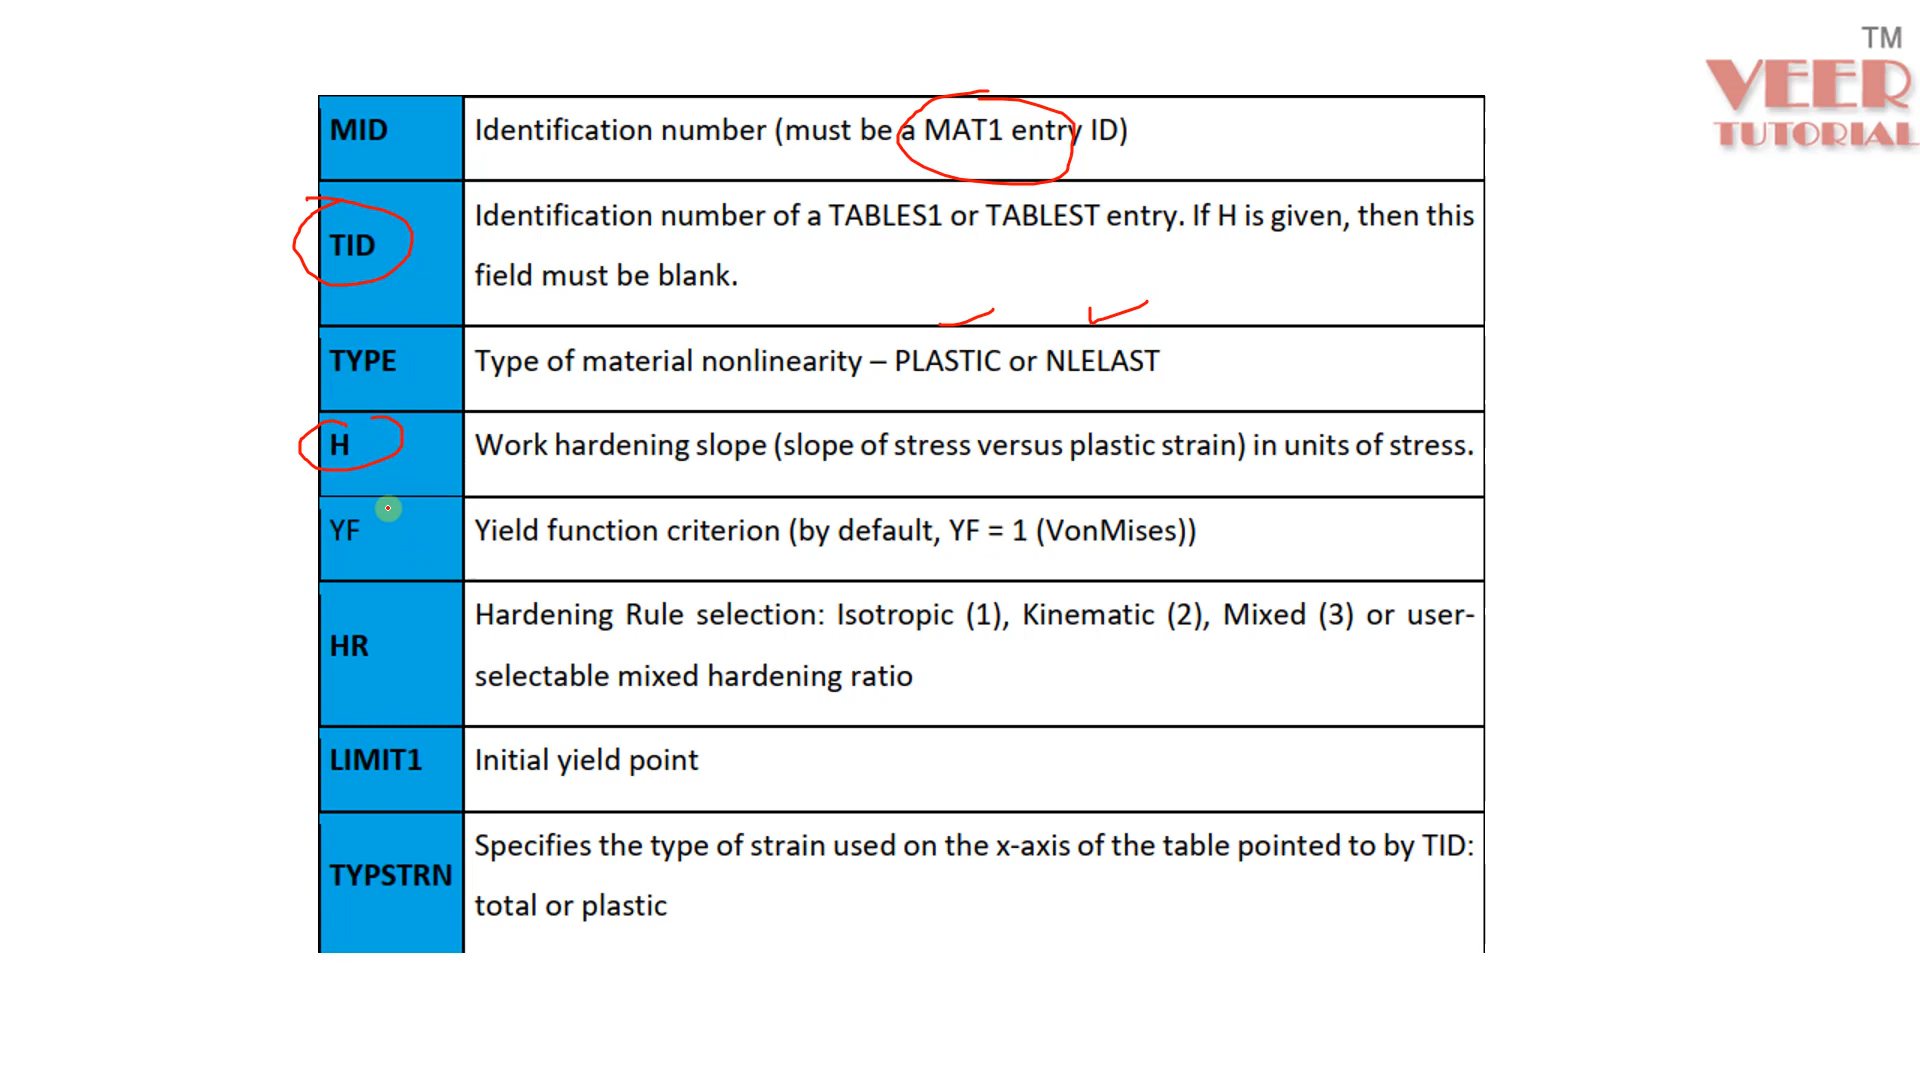 TM
VEER
TUTORIAL
MID
Identification number (must be a MAT1 entry ID)
TID
Identification number of a TABLES1 or TABLEST entry. If H is given, then this
field must be blank.
TYPE
Type of material nonlinearity – PLASTIC or NLELAST
H
Work hardening slope (slope of stress versus plastic strain) in units of stress.
YF
Yield function criterion (by default, YF = 1 (VonMises))
HR
Hardening Rule selection: Isotropic (1), Kinematic (2), Mixed (3) or user-
selectable mixed hardening ratio
LIMIT1
Initial yield point
TYPSTRN
Specifies the type of strain used on the x-axis of the table pointed to by TID:
total or plastic